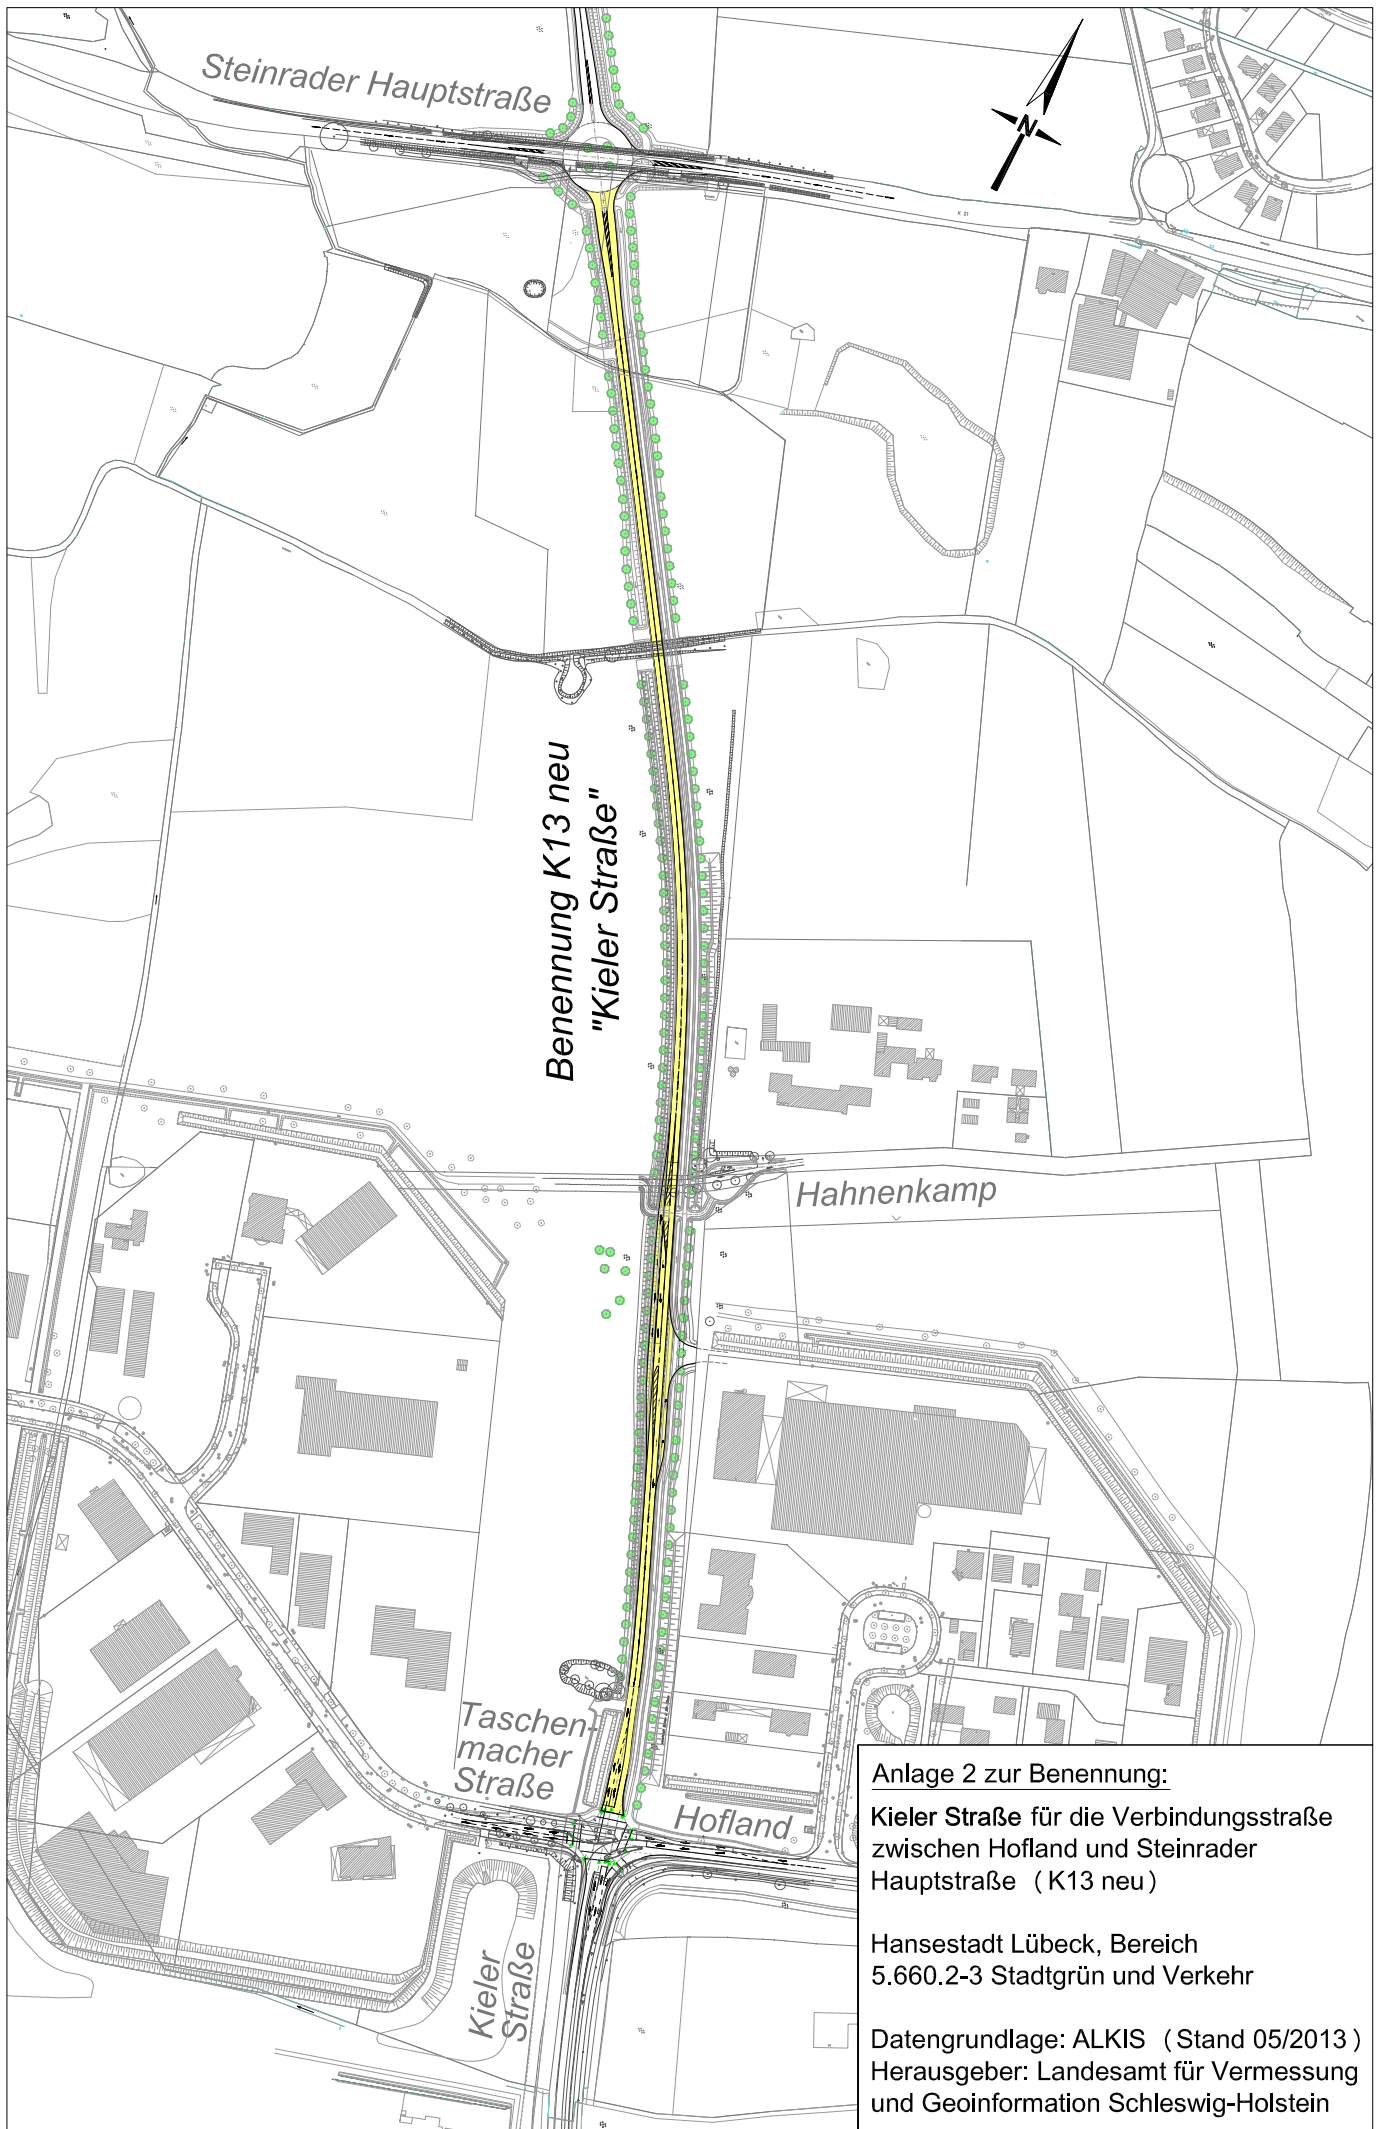 Steinrader Hauptstraße
N
K 21
Benennung K13 neu
"Kieler Straße"
Hahnenkamp
Taschen-
macher
Straße
Hofland
Kieler
Straße
Anlage 2 zur Benennung:
Kieler Straße für die Verbindungsstraße
zwischen Hofland und Steinrader
Hauptstraße (K13 neu)
Hansestadt Lübeck, Bereich
5.660.2-3 Stadtgrün und Verkehr
Datengrundlage: ALKIS (Stand 05/2013)
Herausgeber: Landesamt für Vermessung
und Geoinformation Schleswig-Holstein